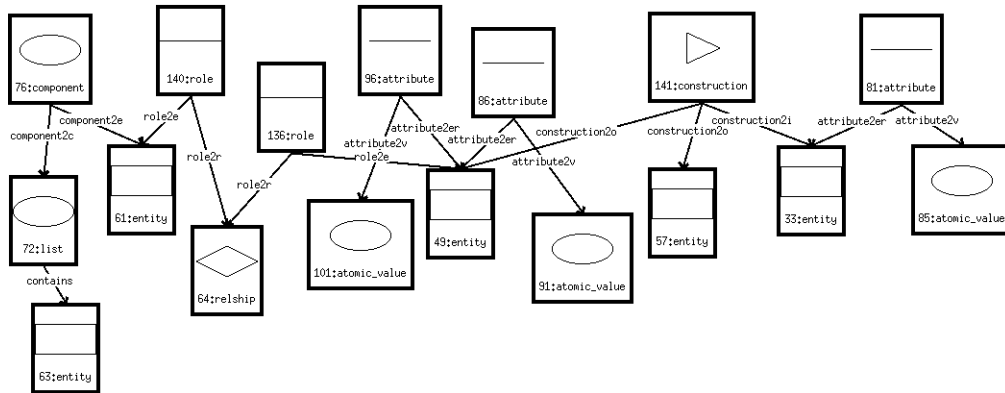 76:component
140:role
96:attribute
86:attribute
141:construction
81:attribute
136:role
component2e
component2c
role2e
role2r
attribute2er
attribute2v
attribute2er
construction2o
construction2o
construction2i
attribute2er
attribute2v
role2e
attribute2v
role2r
61:entity
72:list
49:entity
57:entity
33:entity
85:atomic_value
101:atomic_value
91:atomic_value
64:relship
contains
63:entity